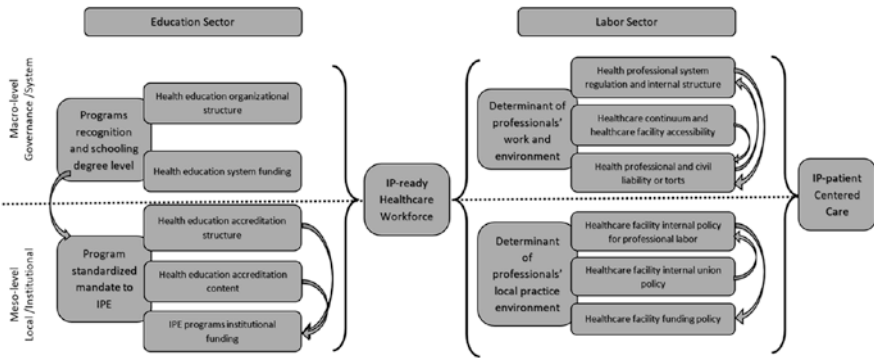 Education Sector
Labor Sector
Macro-level
Governance /System
Programs
recognition
and schooling
degree level
Health education organizational
structure
Health education system funding
IP-ready
Healthcare
Workforce
Determinant of
professionals'
work and
environment
Health professional system
regulation and internal structure
Healthcare continuum and
healthcare facility accessibility
Health professional and civil
liability or torts
IP-patient
Centered
Care
Meso-level
Local /Institutional
Program
standardized
mandate to
IPE
Health education accreditation
structure
Health education accreditation
content
IPE programs institutional
funding
Determinant
of
professionals'
local practice
environment
Healthcare facility internal policy
for professional labor
Healthcare facility internal union
policy
Healthcare facility funding policy